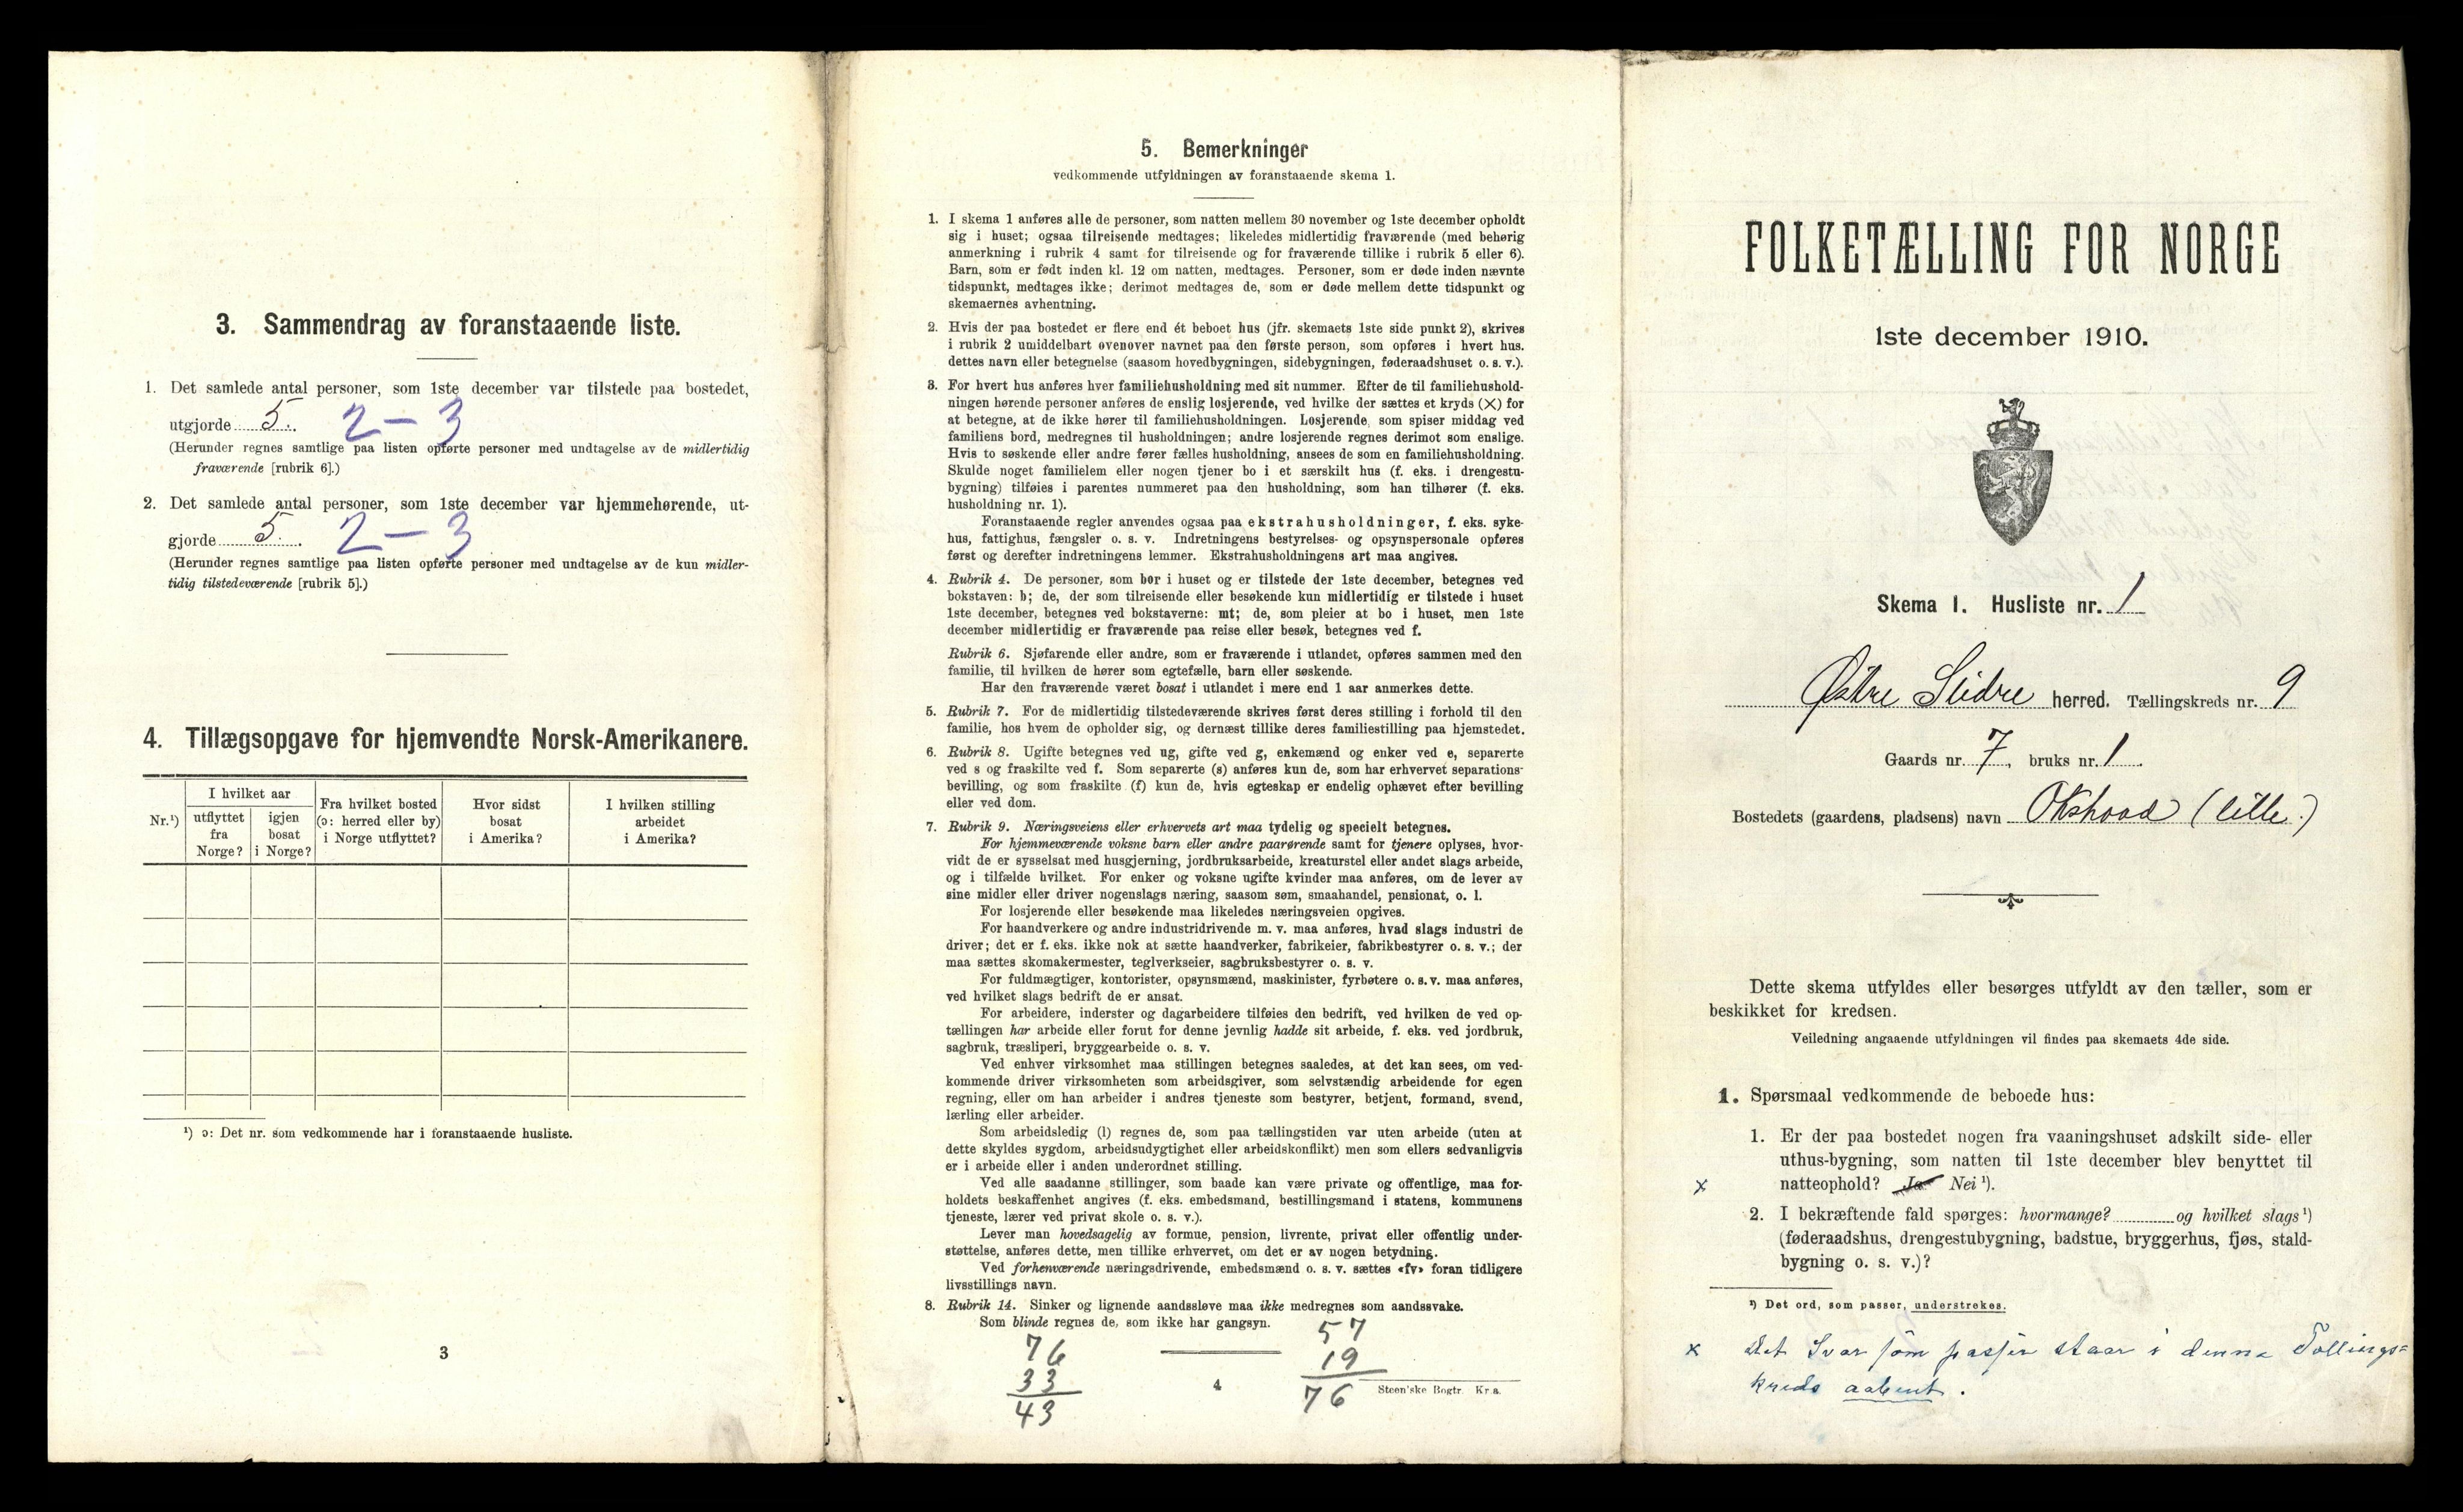 3. Sammendrag av foranstaaende liste.
1. Det samlede antal personer, som 1ste december var tilstede paa bostedet,
utgjorde 5. 2 – 3
(Herunder regnes samtlige paa listen opførte personer med undtagelse av de midlertidig
fraværende [rubrik 6].)
2. Det samlede antal personer, som 1ste december var hjemmehørende, ut-
gjorde 5. 2 – 3
(Herunder regnes samtlige paa listen opførte personer med undtagelse av de kun midler-
tidig tilstedeværende [rubrik 5].)
4. Tillægsopgave for hjemvendte Norsk-Amerikanere.
Nr.¹)
I hvilket aar
utflyttet
fra
Norge?
igjen
bosat
i Norge?
Fra hvilket bosted
(ɔ: herred eller by)
i Norge utflyttet?
Hvor sidst
bosat
i Amerika?
I hvilken stilling
arbeidet
i Amerika?
¹) ɔ: Det nr. som vedkommende har i foranstaaende husliste.
3
5. Bemerkninger
vedkommende utfyldningen av foranstaaende skema 1.
1. I skema 1 anføres alle de personer, som natten mellem 30 november og 1ste december opholdt
sig i huset; ogsaa tilreisende medtages; likeledes midlertidig fraværende (med behørig
anmerkning i rubrik 4 samt for tilreisende og for fraværende tillike i rubrik 5 eller 6).
Barn, som er født inden kl. 12 om natten, medtages. Personer, som er døde inden nævnte
tidspunkt, medtages ikke; derimot medtages de, som er døde mellem dette tidspunkt og
skemaernes avhentning.
2. Hvis der paa bostedet er flere end ét beboet hus (jfr. skemaets 1ste side punkt 2), skrives
i rubrik 2 umiddelbart ovenover navnet paa den første person, som opføres i hvert hus.
dettes navn eller betegnelse (saasom hovedbygningen, sidebygningen, føderaadshuset o. s. v.).
3. For hvert hus anføres hver familiehusholdning med sit nummer. Efter de til familiehushold-
ningen hørende personer anføres de enslig losjerende, ved hvilke der sættes et kryds (×) for
at betegne, at de ikke hører til familiehusholdningen. Losjerende, som spiser middag ved
familiens bord, medregnes til husholdningen; andre losjerende regnes derimot som enslige.
Hvis to søskende eller andre fører fælles husholdning, ansees de som en familiehusholdning.
Skulde noget familielem eller nogen tjener bo i et særskilt hus (f. eks. i drengestu-
bygning) tilføies i parentes nummeret paa den husholdning, som han tilhører (f. eks.
husholdning nr. 1).
Foranstaaende regler anvendes ogsaa paa ekstrahusholdninger, f. eks. syke-
hus, fattighus, fængsler o. s. v. Indretningens bestyrelses- og opsynspersonale opføres
først og derefter indretningens lemmer. Ekstrahusholdningens art maa angives.
4. Rubrik 4. De personer, som bor i huset og er tilstede der 1ste december, betegnes ved
bokstaven: b; de, der som tilreisende eller besøkende kun midlertidig er tilstede i huset
1ste december, betegnes ved bokstaverne: mt; de, som pleier at bo i huset, men 1ste
december midlertidig er fraværende paa reise eller besøk, betegnes ved f.
Rubrik 6. Sjøfarende eller andre, som er fraværende i utlandet, opføres sammen med den
familie, til hvilken de hører som egtefælle, barn eller søskende.
Har den fraværende været bosat i utlandet i mere end 1 aar anmerkes dette.
5. Rubrik 7. For de midlertidig tilstedeværende skrives først deres stilling i forhold til den
familie, hos hvem de opholder sig, og dernæst tillike deres familiestilling paa hjemstedet.
6. Rubrik 8. Ugifte betegnes ved ug, gifte ved g, enkemænd og enker ved e, separerte
ved s og fraskilte ved f. Som separerte (s) anføres kun de, som har erhvervet separations-
bevilling, og som fraskilte (f) kun de, hvis egteskap er endelig ophævet efter bevilling
eller ved dom.
7. Rubrik 9. Næringsveiens eller erhvervets art maa tydelig og specielt betegnes.
For hjemmeværende voksne barn eller andre paarørende samt for tjenere oplyses, hvor-
vidt de er sysselsat med husgjerning, jordbruksarbeide, kreaturstel eller andet slags arbeide,
og i tilfælde hvilket. For enker og voksne ugifte kvinder maa anføres, om de lever av
sine midler eller driver nogenslags næring, saasom søm, smaahandel, pensionat, o. l.
For losjerende eller besøkende maa likeledes næringsveien opgives.
For haandverkere og andre industridrivende m. v. maa anføres, hvad slags industri de
driver; det er f. eks. ikke nok at sætte haandverker, fabrikeier, fabrikbestyrer o. s. v.; der
maa sættes skomakermester, teglverkseier, sagbruksbestyrer o. s. v.
For fuldmægtiger, kontorister, opsynsmænd, maskinister, fyrbøtere o. s. v. maa anføres,
ved hvilket slags bedrift de er ansat.
For arbeidere, inderster og dagarbeidere tilføies den bedrift, ved hvilken de ved op-
tællingen har arbeide eller forut for denne jevnlig hadde sit arbeide, f. eks. ved jordbruk,
sagbruk, træsliperi, bryggearbeide o. s. v.
Ved enhver virksomhet maa stillingen betegnes saaledes, at det kan sees, om ved-
kommende driver virksomheten som arbeidsgiver, som selvstændig arbeidende for egen
regning, eller om han arbeider i andres tjeneste som bestyrer, betjent, formand, svend,
lærling eller arbeider.
Som arbeidsledig (l) regnes de, som paa tællingstiden var uten arbeide (uten at
dette skyldes sygdom, arbeidsudygtighet eller arbeidskonflikt) men som ellers sedvanligvis
er i arbeide eller i anden underordnet stilling.
Ved alle saadanne stillinger, som baade kan være private og offentlige, maa for-
holdets beskaffenhet angives (f. eks. embedsmand, bestillingsmand i statens, kommunens
tjeneste, lærer ved privat skole o. s. v.).
Lever man hovedsagelig av formue, pension, livrente, privat eller offentlig under-
støttelse, anføres dette, men tillike erhvervet, om det er av nogen betydning.
Ved forhenværende næringsdrivende, embedsmænd o. s. v. sættes «fv» foran tidligere
livsstillings navn.
8. Rubrik 14. Sinker og lignende aandssløve maa ikke medregnes som aandssvake.
Som blinde regnes de, som ikke har gangsyn.
76
33
43
57
19
76
4
Steen'ske Bogtr. Kr.a.
FOLKETÆLLING FOR NORGE
1ste december 1910.
Skema 1. Husliste nr. 1
Østre Slidre herred. Tællingskreds nr. 9
Gaards nr. 7, bruks nr. 1.
Bostedets (gaardens, pladsens) navn Okshovd (lille.)
Dette skema utfyldes eller besørges utfyldt av den tæller, som er
beskikket for kredsen.
Veiledning angaaende utfyldningen vil findes paa skemaets 4de side.
1. Spørsmaal vedkommende de beboede hus:
1. Er der paa bostedet nogen fra vaaningshuset adskilt side- eller
uthus-bygning, som natten til 1ste december blev benyttet til
× natteophold? Ja Nei ¹).
2. I bekræftende fald spørges: hvormange? og hvilket slags ¹)
(føderaadshus, drengestubygning, badstue, bryggerhus, fjøs, stald-
bygning o. s. v.)?
¹) Det ord, som passer, understrekes.
× Det Svar som passer staar i denne Tællings=
kreds aabent.